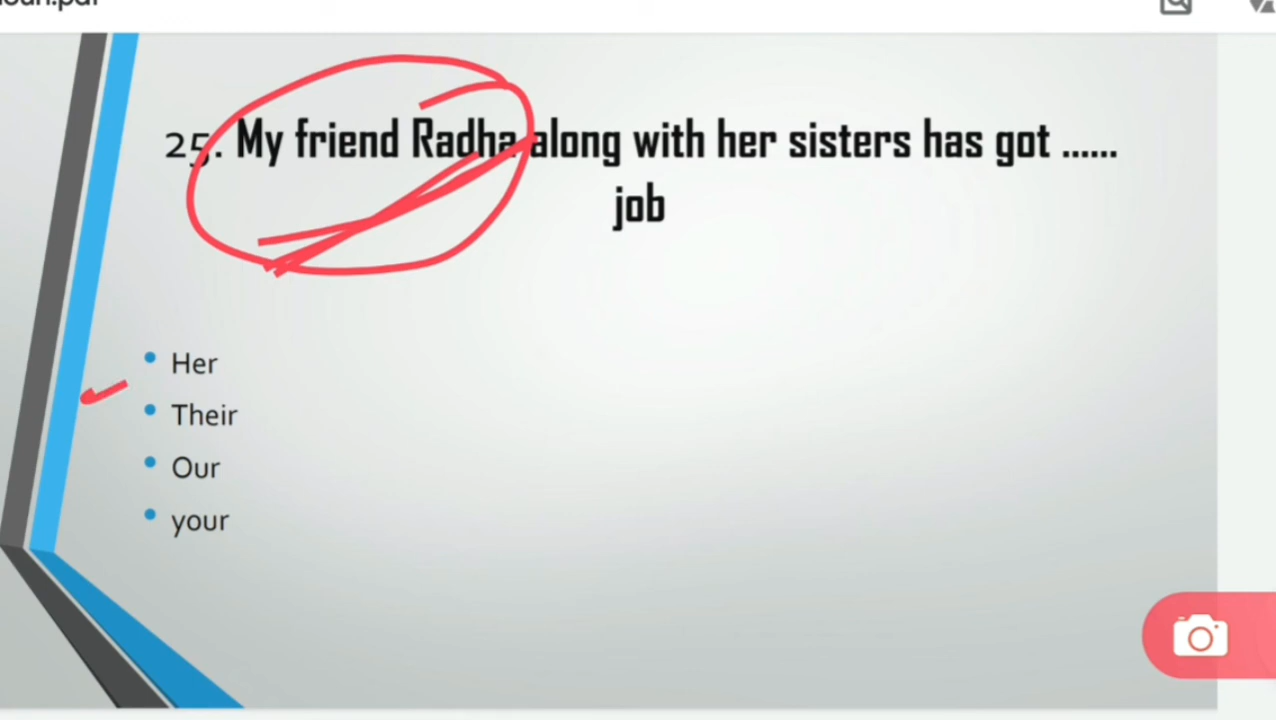 25. My friend Radha along with her sisters has got ......
job
• Her
• Their
• Our
• your